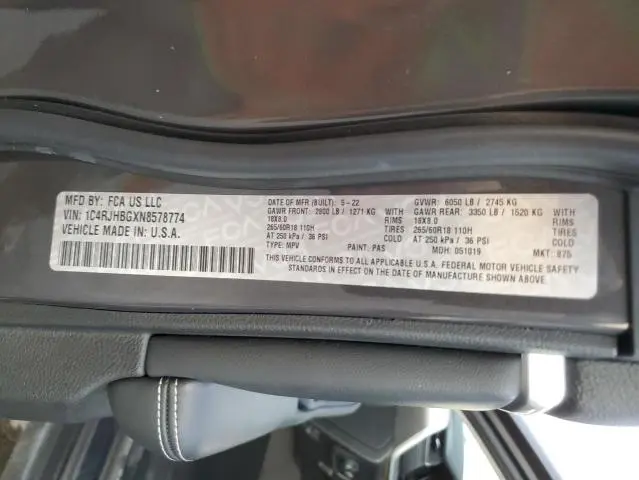 MFD BY: FCA US LLC
VIN: 1C4RJHBGXN8578774
VEHICLE MADE IN U.S.A.
DATE OF MFR (BUILT): 5-22
GAWR FRONT: 2800 LB / 1271 KG WITH
18X8.0 RIMS
265/60R18 110H TIRES
AT 250 kPa / 36 PSI
TYPE: MPV PAINT: PAS
GVWR: 6050 LB / 2745 KG
GAWR REAR: 3350 LB / 1520 KG WITH
18X8.0 RIMS
265/60R18 110H TIRES
AT 250 kPa / 36 PSI
MDH: 051019 MKT: 875
THIS VEHICLE CONFORMS TO ALL APPLICABLE U.S.A. FEDERAL MOTOR VEHICLE SAFETY
STANDARDS IN EFFECT ON THE DATE OF MANUFACTURE SHOWN ABOVE.